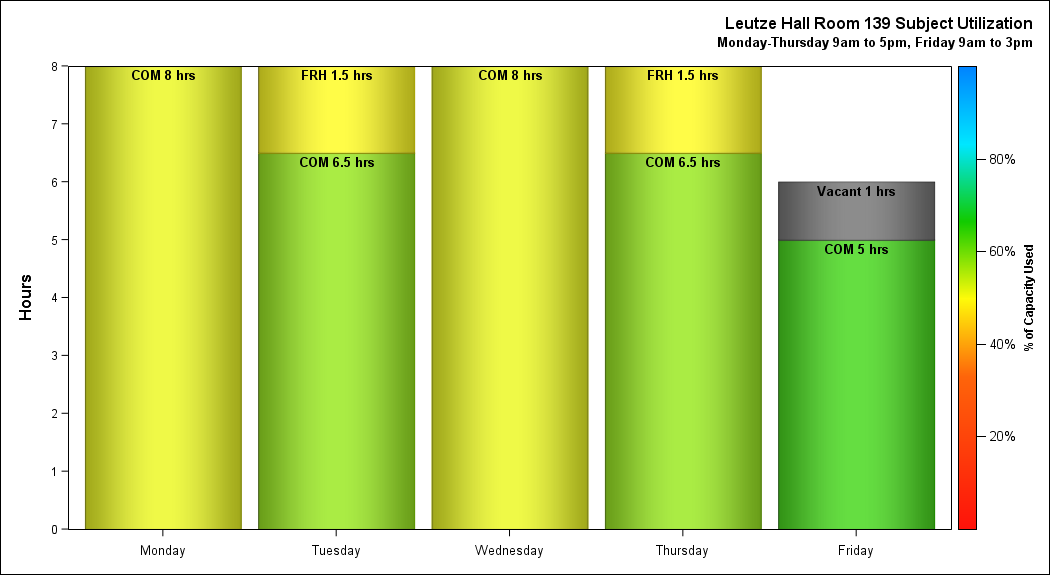 Leutze Hall Room 139 Subject Utilization
Monday-Thursday 9am to 5pm, Friday 9am to 3pm
Hours
8
7
6
5
4
3
2
1
0
COM 8 hrs
FRH 1.5 hrs
COM 6.5 hrs
COM 8 hrs
FRH 1.5 hrs
COM 6.5 hrs
Vacant 1 hrs
COM 5 hrs
Monday
Tuesday
Wednesday
Thursday
Friday
80%
60%
40%
20%
% of Capacity Used